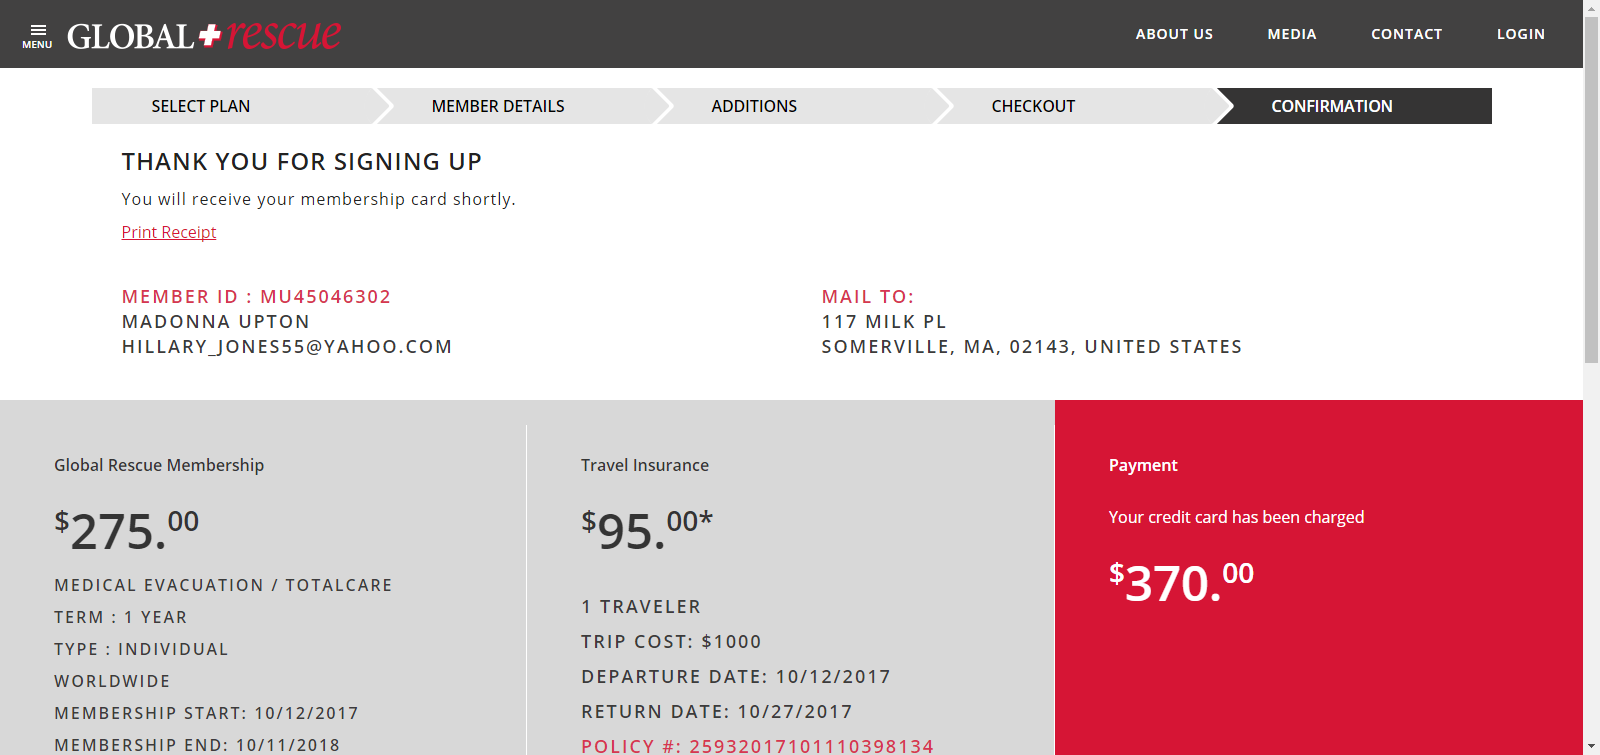 MENU
GLOBAL rescue
ABOUT US
MEDIA
CONTACT
LOGIN
SELECT PLAN
MEMBER DETAILS
ADDITIONS
CHECKOUT
CONFIRMATION
THANK YOU FOR SIGNING UP
You will receive your membership card shortly.
Print Receipt
MEMBER ID : MU45046302
MADONNA UPTON
HILLARY_JONES55@YAHOO.COM
MAIL TO:
117 MILK PL
SOMERVILLE, MA, 02143, UNITED STATES
Global Rescue Membership
$275.00
MEDICAL EVACUATION / TOTALCARE
TERM : 1 YEAR
TYPE : INDIVIDUAL
WORLDWIDE
MEMBERSHIP START: 10/12/2017
MEMBERSHIP END: 10/11/2018
Travel Insurance
$95.00*
1 TRAVELER
TRIP COST: $1000
DEPARTURE DATE: 10/12/2017
RETURN DATE: 10/27/2017
POLICY #: 25932017101110398134
Payment
Your credit card has been charged
$370.00